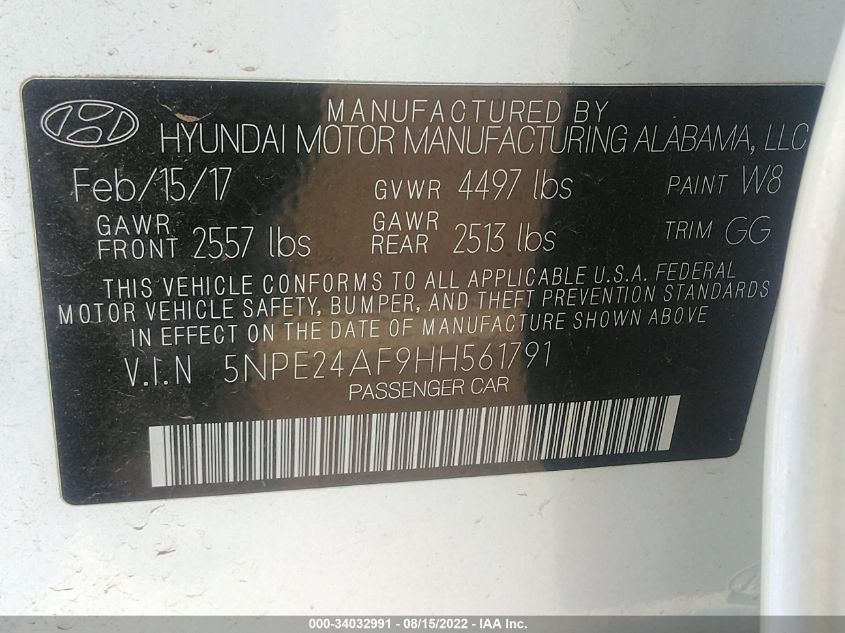 MANUFACTURED BY
HYUNDAI MOTOR MANUFACTURING ALABAMA, LLC
Feb/15/17 GVWR 4497 lbs PAINT W8
GAWR FRONT 2557 lbs GAWR REAR 2513 lbs TRIM GG
THIS VEHICLE CONFORMS TO ALL APPLICABLE U.S.A. FEDERAL
MOTOR VEHICLE SAFETY, BUMPER, AND THEFT PREVENTION STANDARDS
IN EFFECT ON THE DATE OF MANUFACTURE SHOWN ABOVE
V.I.N 5NPE24AF9HH561791
PASSENGER CAR
000-34032991 - 08/15/2022 - IAA Inc.